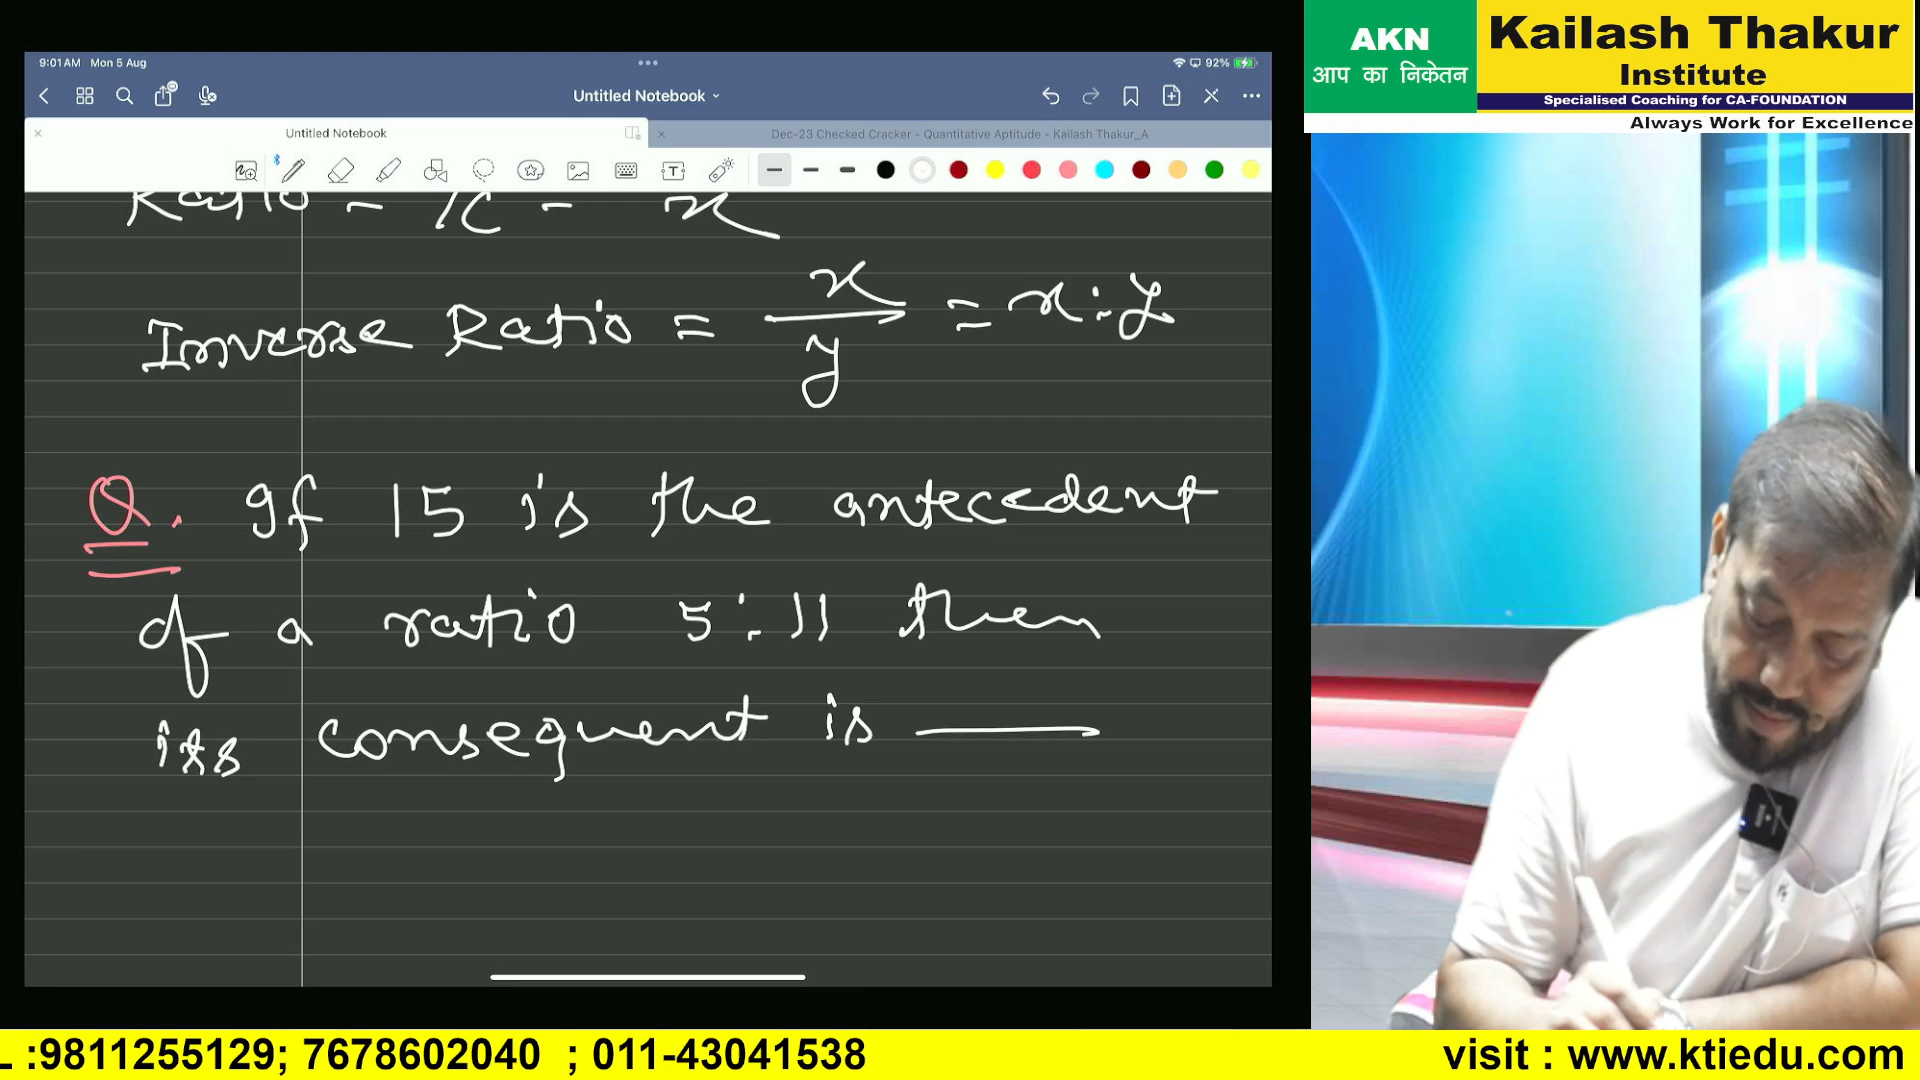 9:01 AM Mon 5 Aug
92%
Untitled Notebook
Untitled Notebook
Dec-23 Checked Cracker - Quantitative Aptitude - Kailash Thakur_A
Ratio =
Inverse Ratio = x/y = x : y
Q. If 15 is the antecedent
of a ratio 5:11 then
its consequent is ____
AKN
आप का निकेतन
Kailash Thakur
Institute
Specialised Coaching for CA-FOUNDATION
Always Work for Excellence
:9811255129; 7678602040 ; 011-43041538
visit : www.ktiedu.com